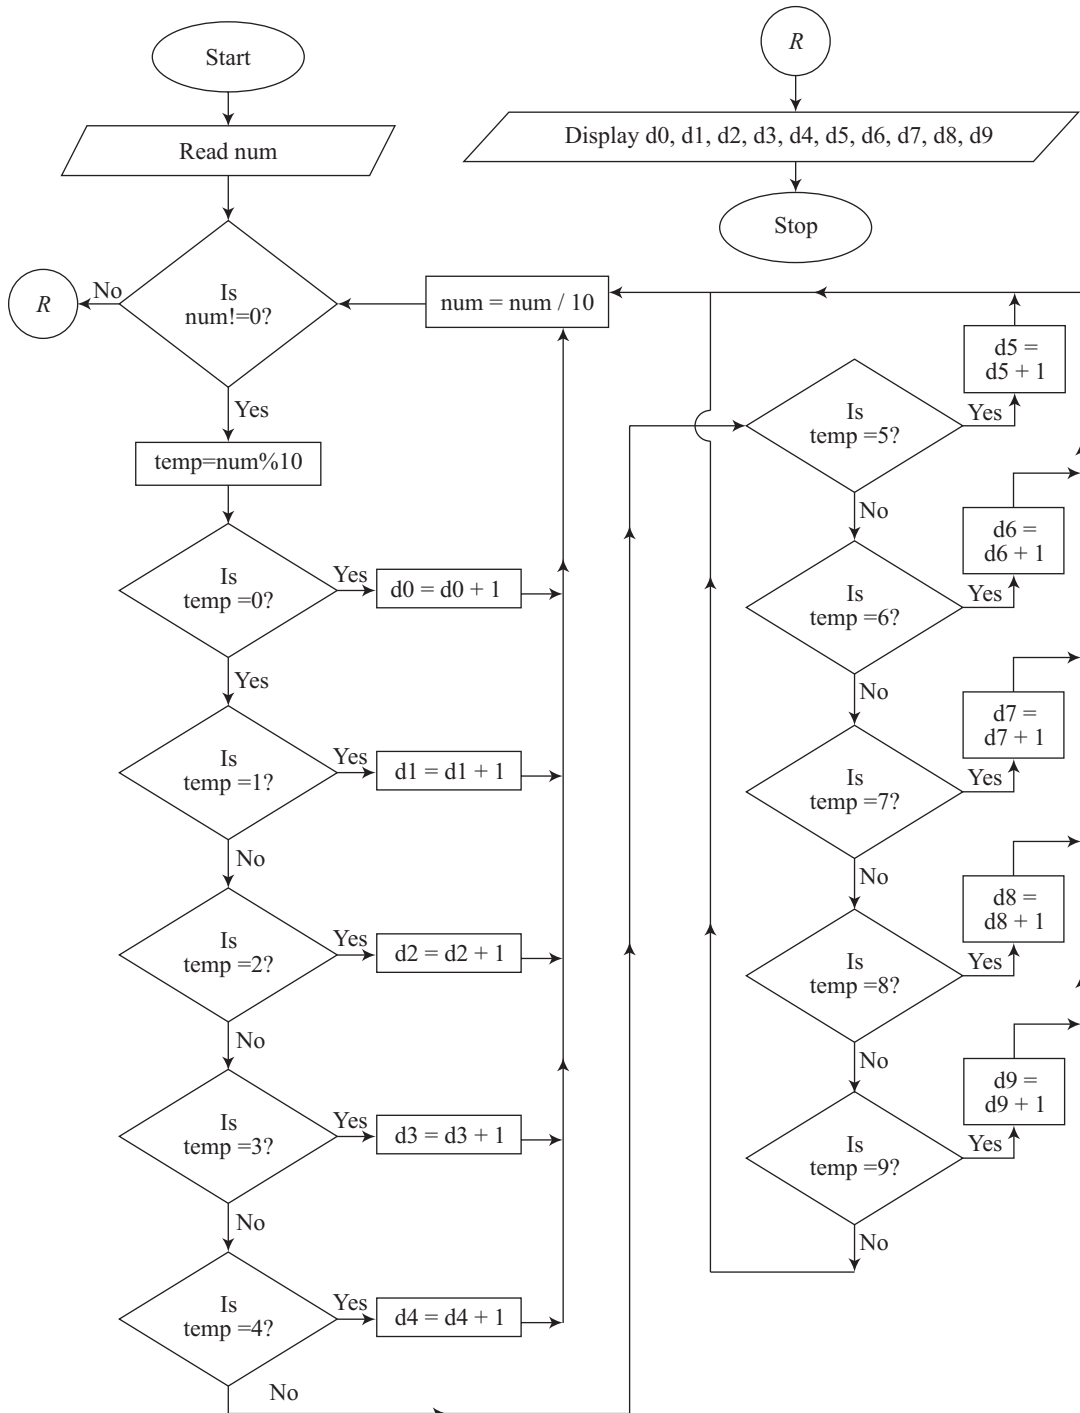 Start
Read num
Is
num!=0?
No
R
Yes
num = num / 10
temp=num%10
Is
temp =0?
Yes
d0 = d0 + 1
Yes
Is
temp =1?
Yes
d1 = d1 + 1
No
Is
temp =2?
Yes
d2 = d2 + 1
No
Is
temp =3?
Yes
d3 = d3 + 1
No
Is
temp =4?
Yes
d4 = d4 + 1
No
R
Display d0, d1, d2, d3, d4, d5, d6, d7, d8, d9
Stop
Is
temp =5?
Yes
d5 =
d5 + 1
No
Is
temp =6?
Yes
d6 =
d6 + 1
No
Is
temp =7?
Yes
d7 =
d7 + 1
No
Is
temp =8?
Yes
d8 =
d8 + 1
No
Is
temp =9?
Yes
d9 =
d9 + 1
No